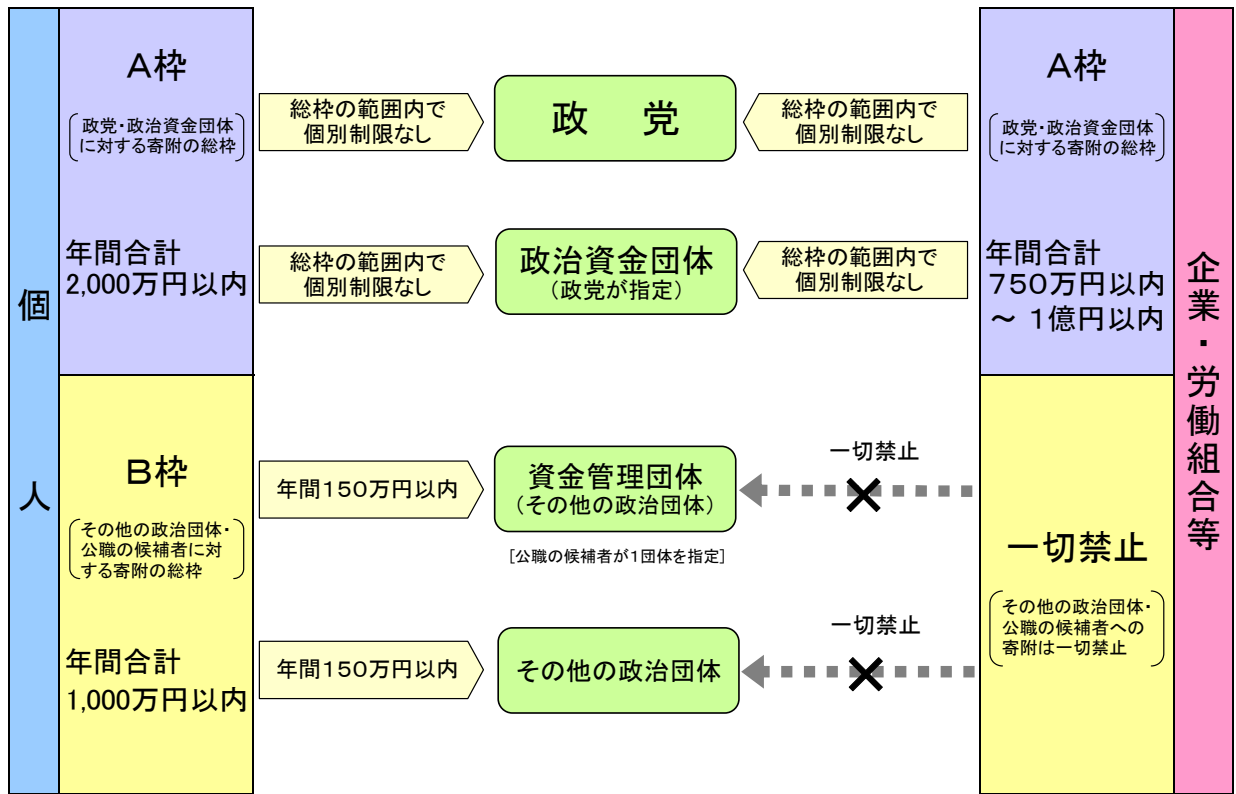 個人
A枠
政党・政治資金団体
に対する寄附の総枠
年間合計
2,000万円以内
B枠
その他の政治団体・
公職の候補者に対
する寄附の総枠
年間合計
1,000万円以内
総枠の範囲内で
個別制限なし
政　党
総枠の範囲内で
個別制限なし
総枠の範囲内で
個別制限なし
政治資金団体
（政党が指定）
総枠の範囲内で
個別制限なし
年間150万円以内
資金管理団体
（その他の政治団体）
[公職の候補者が1団体を指定]
一切禁止
年間150万円以内
その他の政治団体
一切禁止
A枠
政党・政治資金団体
に対する寄附の総枠
年間合計
750万円以内
～ 1億円以内
一切禁止
その他の政治団体・
公職の候補者への
寄附は一切禁止
企業・労働組合等